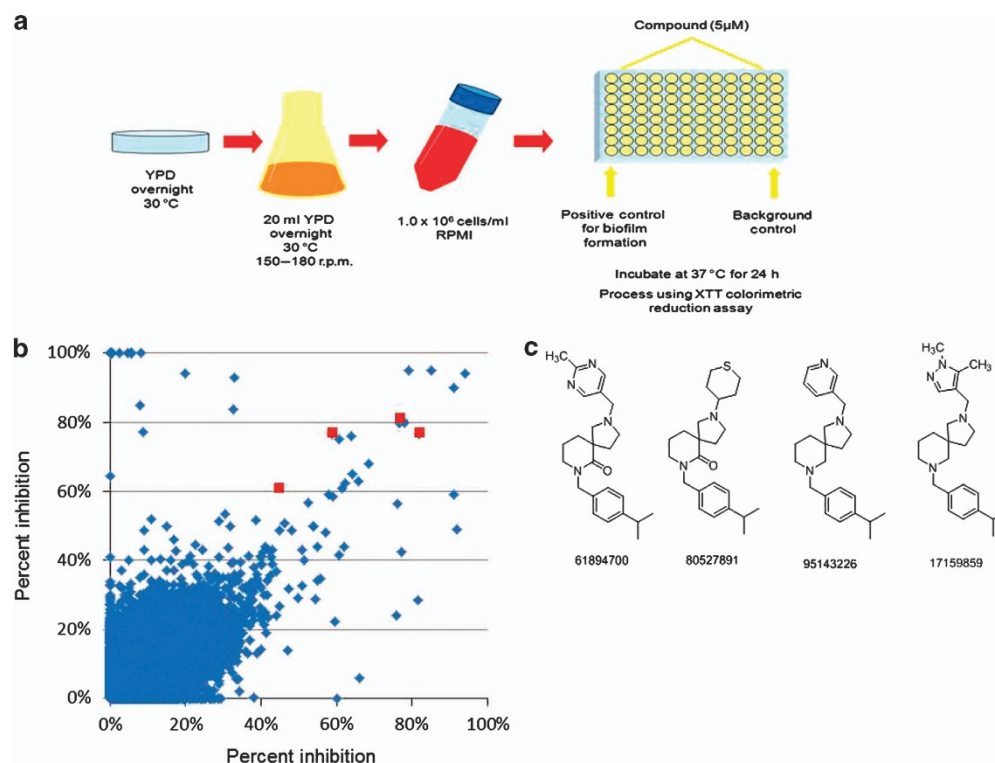 a
Compound (5µM)
YPD
overnight
30 °C
20 ml YPD
overnight
30 °C
150–180 r.p.m.
1.0 x 10⁶ cells/ml
RPMI
Positive control
for biofilm
formation
Background
control
Incubate at 37 °C for 24 h
Process using XTT colorimetric
reduction assay
b
Percent inhibition
100%
80%
60%
40%
20%
0%
0%
20%
40%
60%
80%
100%
Percent inhibition
c
H₃C
N
N
N
O
N
61894700
S
N
O
N
80527891
N
N
N
95143226
H₃C
N
N
CH₃
N
N
17159859